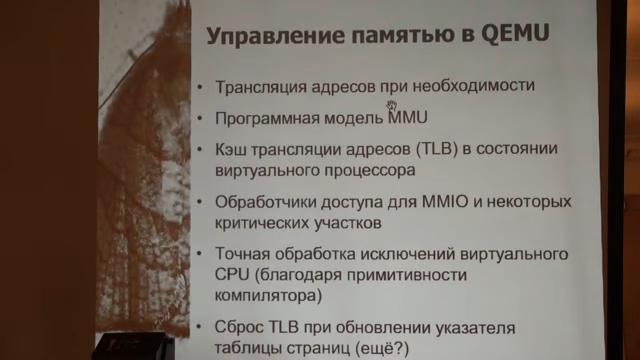 Управление памятью в QEMU
• Трансляция адресов при необходимости
• Программная модель MMU
• Кэш трансляции адресов (TLB) в состоянии
виртуального процессора
• Обработчики доступа для MMIO и некоторых
критических участков
• Точная обработка исключений виртуального
CPU (благодаря примитивности
компилятора)
• Сброс TLB при обновлении указателя
таблицы страниц (ещё?)